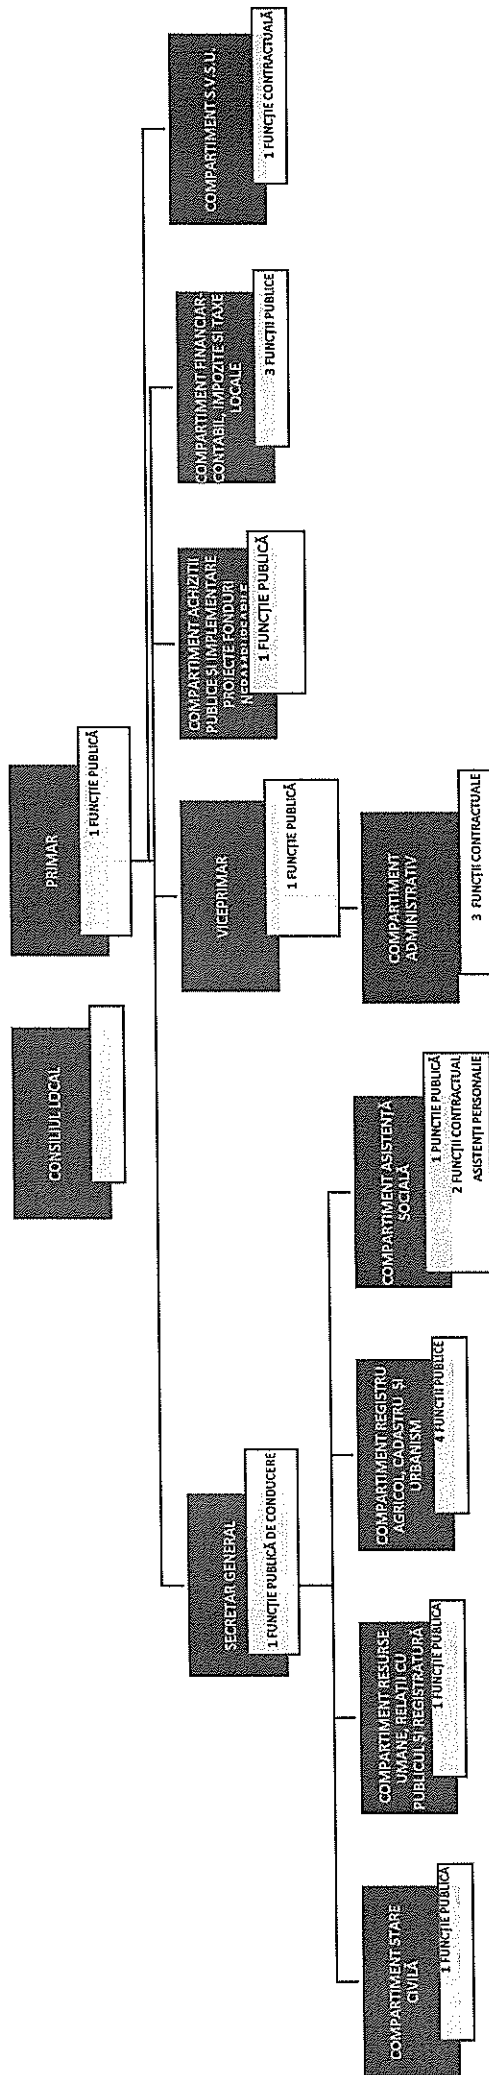 CONSILIUL LOCAL
PRIMAR
1 FUNCȚIE PUBLICĂ
SECRETAR GENERAL
1 FUNCȚIE PUBLICĂ DE CONDUCERE
VICEPRIMAR
1 FUNCȚIE PUBLICĂ
COMPARTIMENT ACHIZIȚII
PUBLICE ȘI IMPLEMENTARE
PROIECTE FONDURI
NERAMBURSABILE
1 FUNCȚIE PUBLICĂ
COMPARTIMENT FINANCIAR-
CONTABIL, IMPOZITE ȘI TAXE
LOCALE
3 FUNCȚII PUBLICE
COMPARTIMENT S.V.S.U.
1 FUNCȚIE CONTRACTUALĂ
COMPARTIMENT STARE
CIVILĂ
1 FUNCȚIE PUBLICĂ
COMPARTIMENT RESURSE
UMANE, RELAȚII CU
PUBLICUL ȘI REGISTRATURĂ
1 FUNCȚIE PUBLICĂ
COMPARTIMENT REGISTRU
AGRICOL, CADASTRU ȘI
URBANISM
4 FUNCȚII PUBLICE
COMPARTIMENT ASISTENȚĂ
SOCIALĂ
1 PUNCȚIE PUBLICĂ
2 FUNCȚII CONTRACTUAL
ASISTENȚI PERSONALIE
COMPARTIMENT
ADMINISTRATIV
3 FUNCȚII CONTRACTUALE